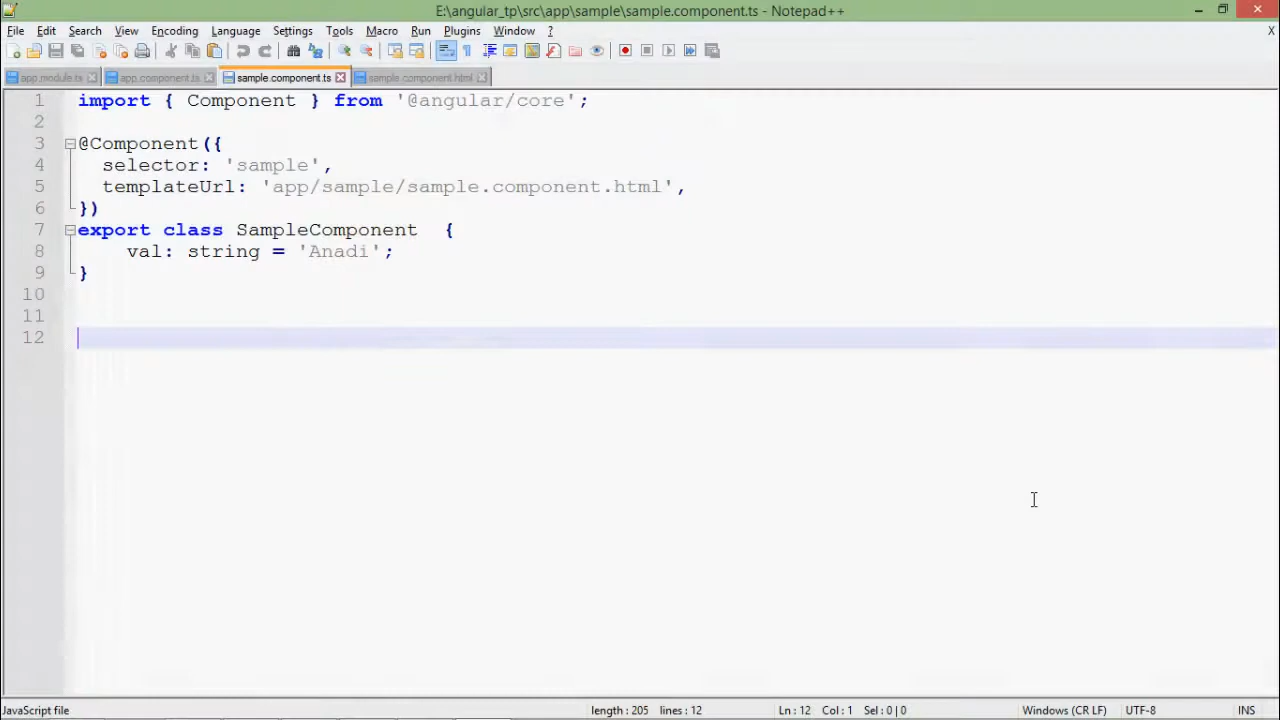 E:\angular_tp\src\app\sample\sample.component.ts - Notepad++
File Edit Search View Encoding Language Settings Tools Macro Run Plugins Window ? X
app.module.ts app.component.ts sample.component.ts sample.component.html
1 import { Component } from '@angular/core';
2
3 @Component({
4 selector: 'sample',
5 templateUrl: 'app/sample/sample.component.html',
6 })
7 export class SampleComponent {
8 val: string = 'Anadi';
9 }
10
11
12
JavaScript file length : 205 lines : 12 Ln : 12 Col : 1 Sel : 0 | 0 Windows (CR LF) UTF-8 INS